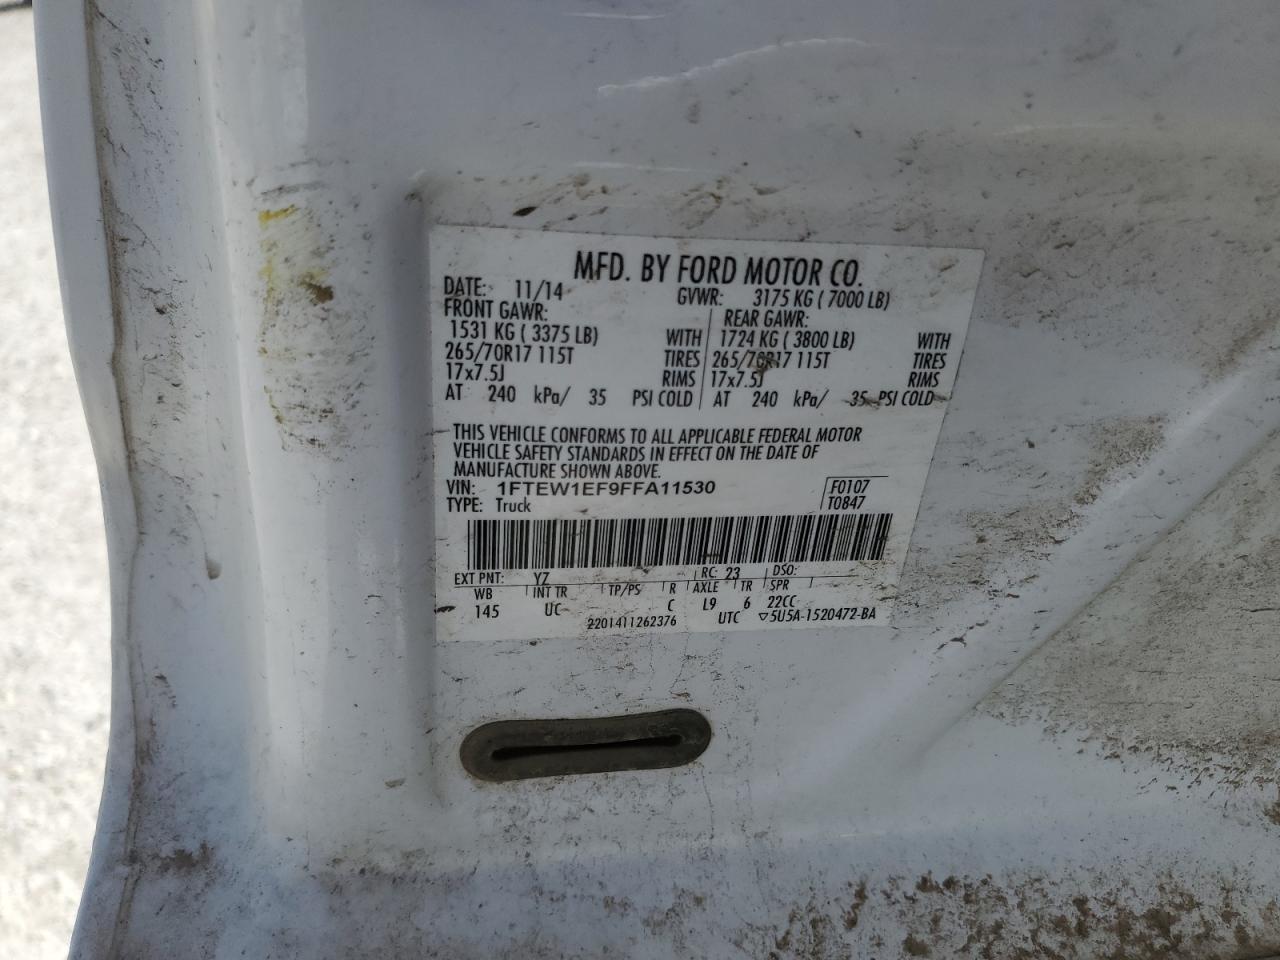 MFD. BY FORD MOTOR CO.
DATE: 11/14 GVWR: 3175 KG ( 7000 LB)
FRONT GAWR: REAR GAWR:
1531 KG ( 3375 LB) WITH 1724 KG ( 3800 LB) WITH
265/70R17 115T TIRES 265/70R17 115T TIRES
17x7.5J RIMS 17x7.5J RIMS
AT 240 kPa/ 35 PSI COLD AT 240 kPa/ 35 PSI COLD
THIS VEHICLE CONFORMS TO ALL APPLICABLE FEDERAL MOTOR
VEHICLE SAFETY STANDARDS IN EFFECT ON THE DATE OF
MANUFACTURE SHOWN ABOVE.
VIN: 1FTEW1EF9FFA11530 F0107
TYPE: Truck T0847
EXT PNT: YZ RC: 23 DSO:
WB INT TR TP/PS R AXLE TR SPR
145 UC C L9 6 22CC
2201411262376 UTC ▽5U5A-1520472-BA